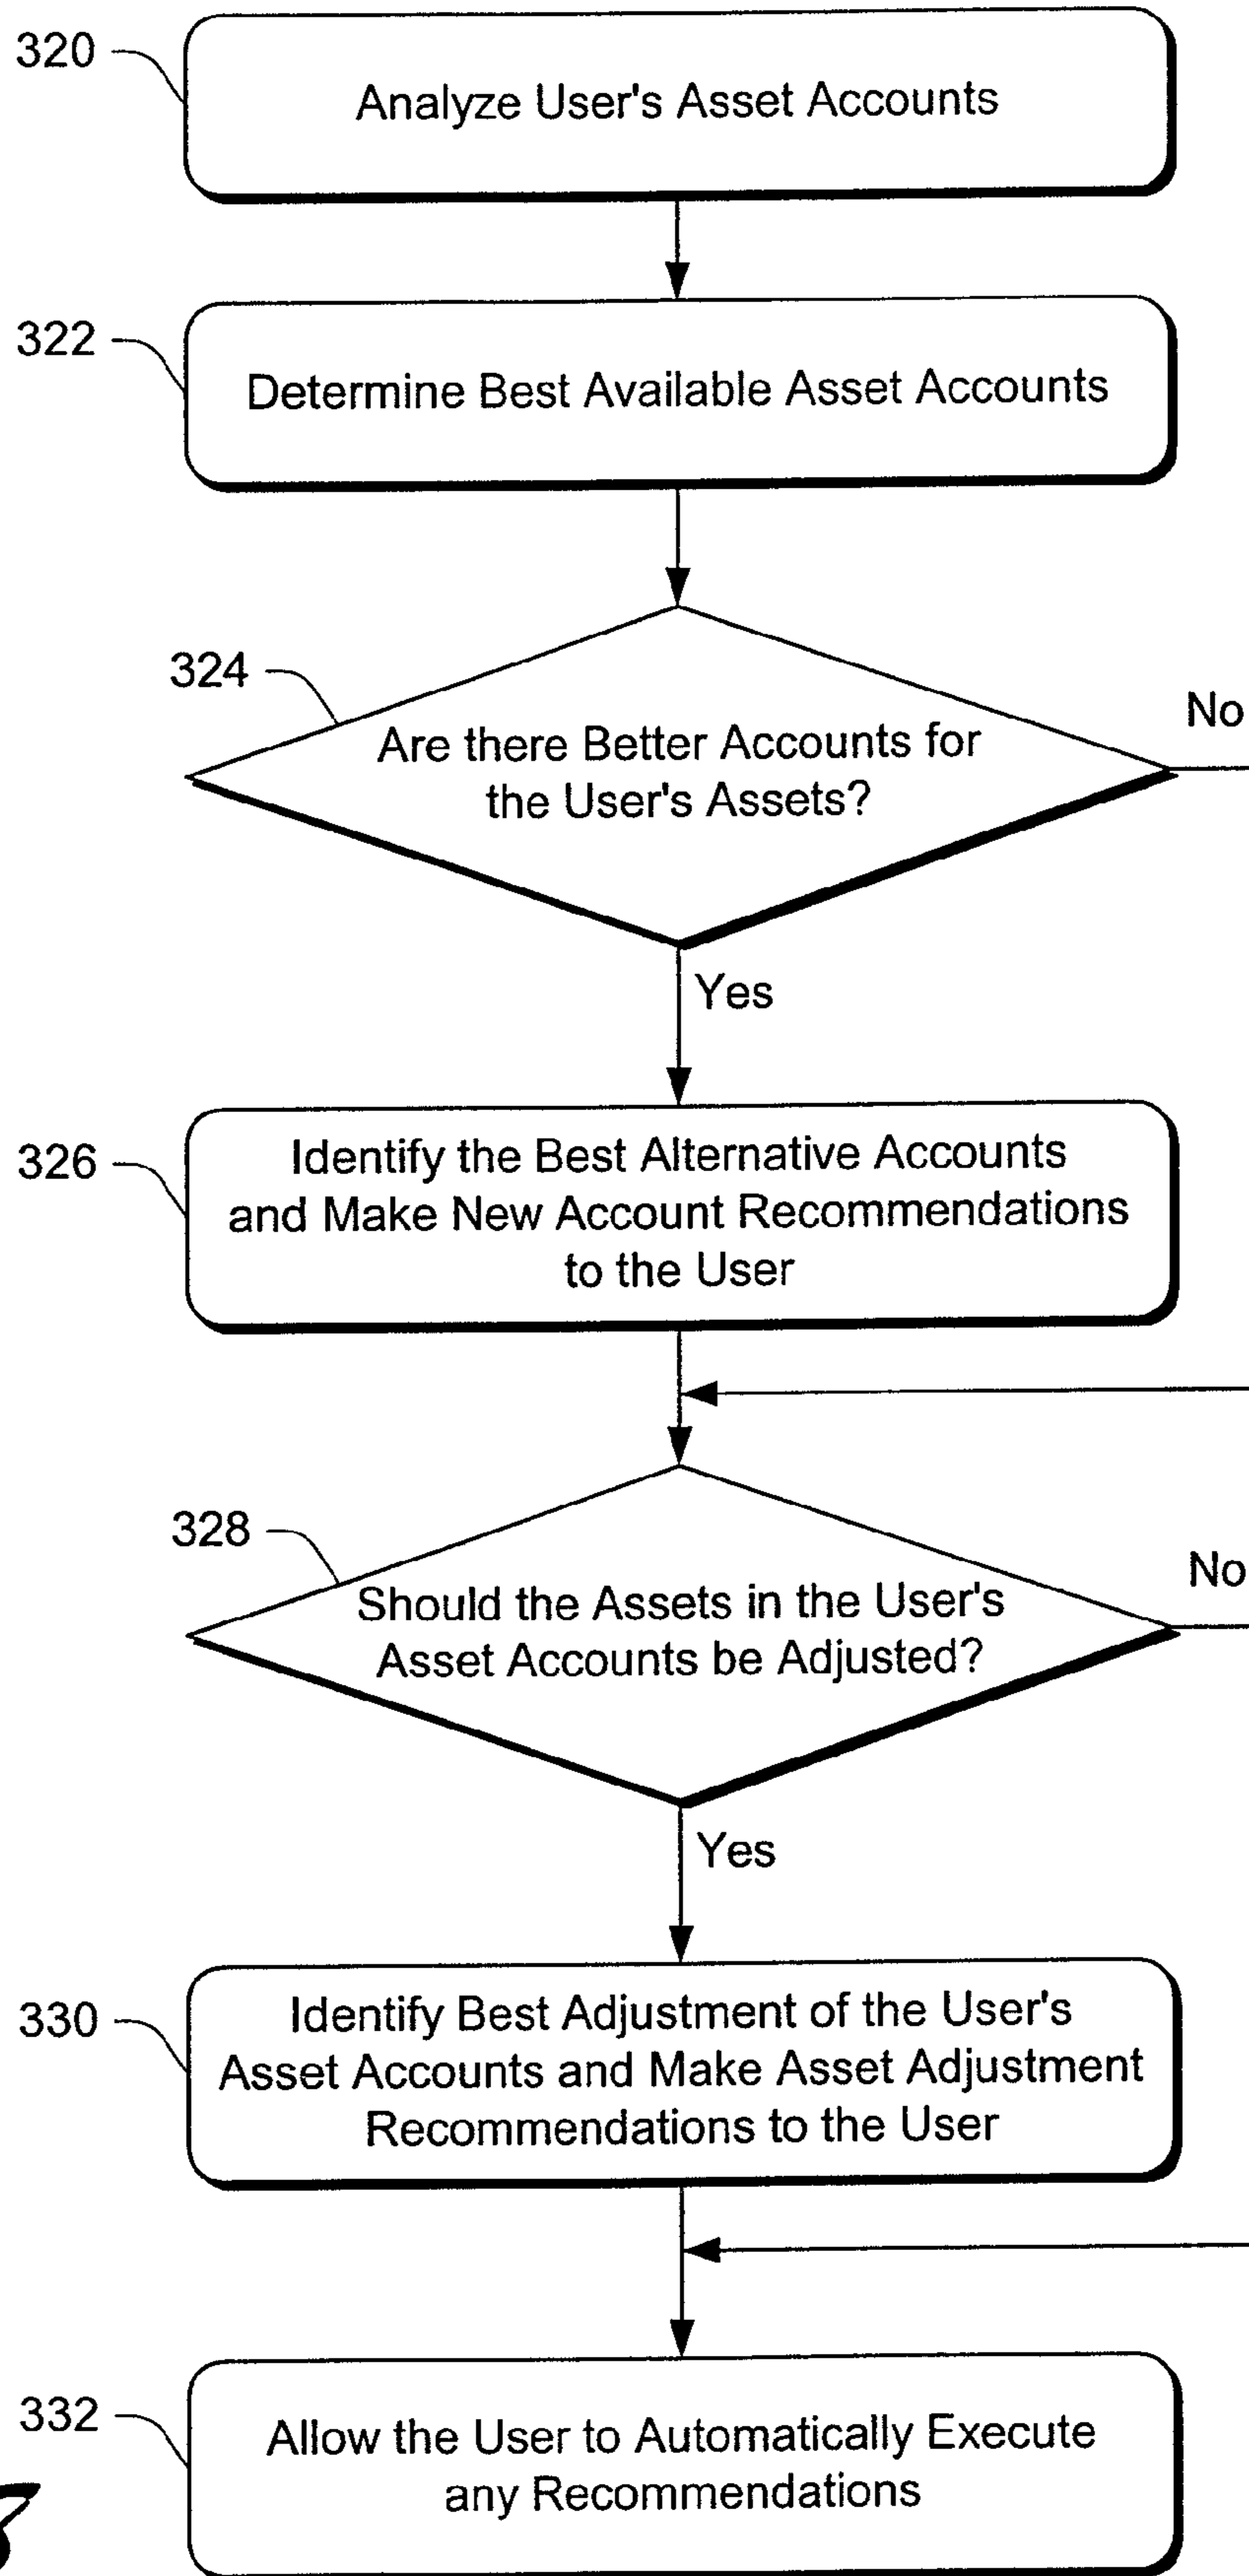 320
Analyze User's Asset Accounts
322
Determine Best Available Asset Accounts
324
No
Are there Better Accounts for
the User's Assets?
Yes
326
Identify the Best Alternative Accounts
and Make New Account Recommendations
to the User
328
No
Should the Assets in the User's
Asset Accounts be Adjusted?
Yes
330
Identify Best Adjustment of the User's
Asset Accounts and Make Asset Adjustment
Recommendations to the User
332
Allow the User to Automatically Execute
any Recommendations